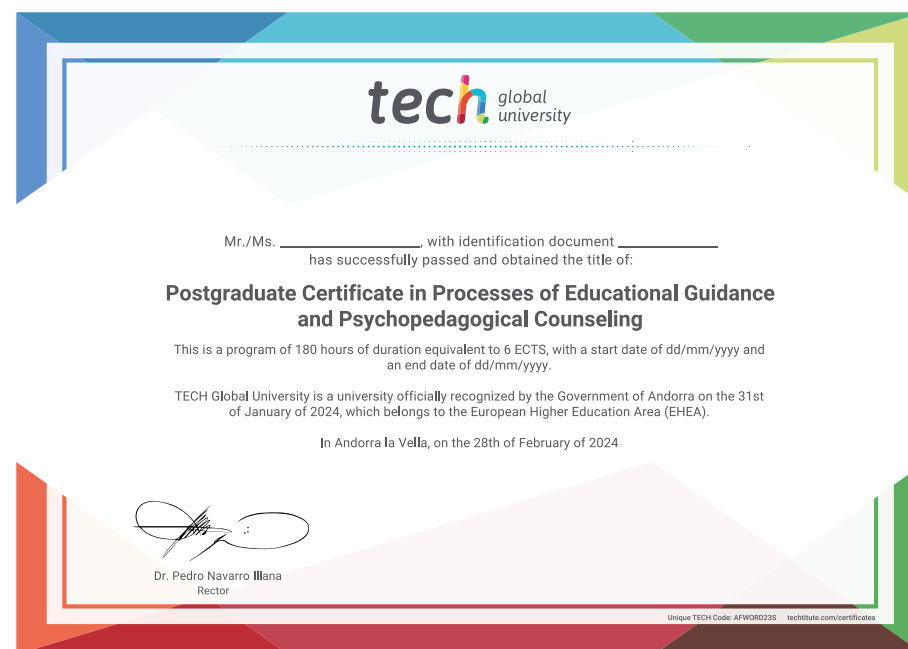 tech global university
Mr./Ms. ____________________, with identification document ______________
has successfully passed and obtained the title of:
Postgraduate Certificate in Processes of Educational Guidance
and Psychopedagogical Counseling
This is a program of 180 hours of duration equivalent to 6 ECTS, with a start date of dd/mm/yyyy and
an end date of dd/mm/yyyy.
TECH Global University is a university officially recognized by the Government of Andorra on the 31st
of January of 2024, which belongs to the European Higher Education Area (EHEA).
In Andorra la Vella, on the 28th of February of 2024
Dr. Pedro Navarro Illana
Rector
Unique TECH Code: AFWORD23S techtitute.com/certificates